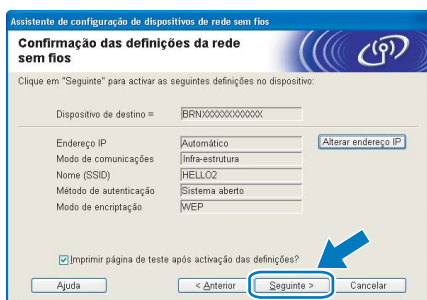 Assistente de configuração de dispositivos de rede sem fios
Confirmação das definições da rede
sem fios
Clique em "Seguinte" para activar as seguintes definições no dispositivo:
Dispositivo de destino = BRNXXXXXXXXXXXX
Endereço IP Automático Alterar endereço IP
Modo de comunicações Infra-estrutura
Nome (SSID) HELLO2
Método de autenticação Sistema aberto
Modo de encriptação WEP
Imprimir página de teste após activação das definições?
Ajuda < Anterior Seguinte > Cancelar